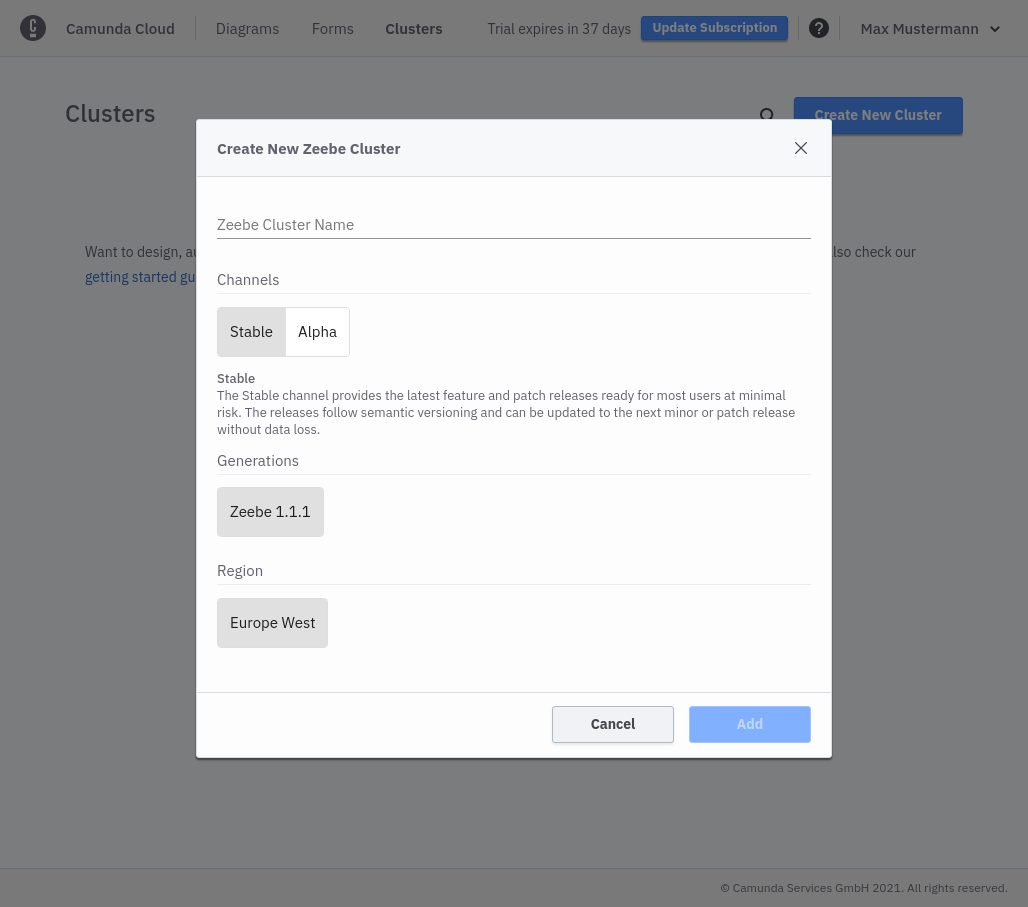 Camunda Cloud Diagrams Forms Clusters Trial expires in 37 days Update Subscription ? Max Mustermann
Clusters
Create New Cluster
Create New Zeebe Cluster
Want to design,
lso check our
getting started
Zeebe Cluster Name
Channels
Stable Alpha
Stable
The Stable channel provides the latest feature and patch releases ready for most users at minimal
risk. The releases follow semantic versioning and can be updated to the next minor or patch release
without data loss.
Generations
Zeebe 1.1.1
Region
Europe West
Cancel Add
© Camunda Services GmbH 2021. All rights reserved.